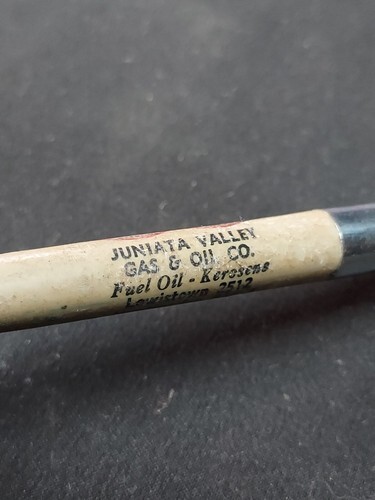 JUNIATA VALLEY
GAS & OIL CO.
Fuel Oil - Kerosene
Lewistown 2512